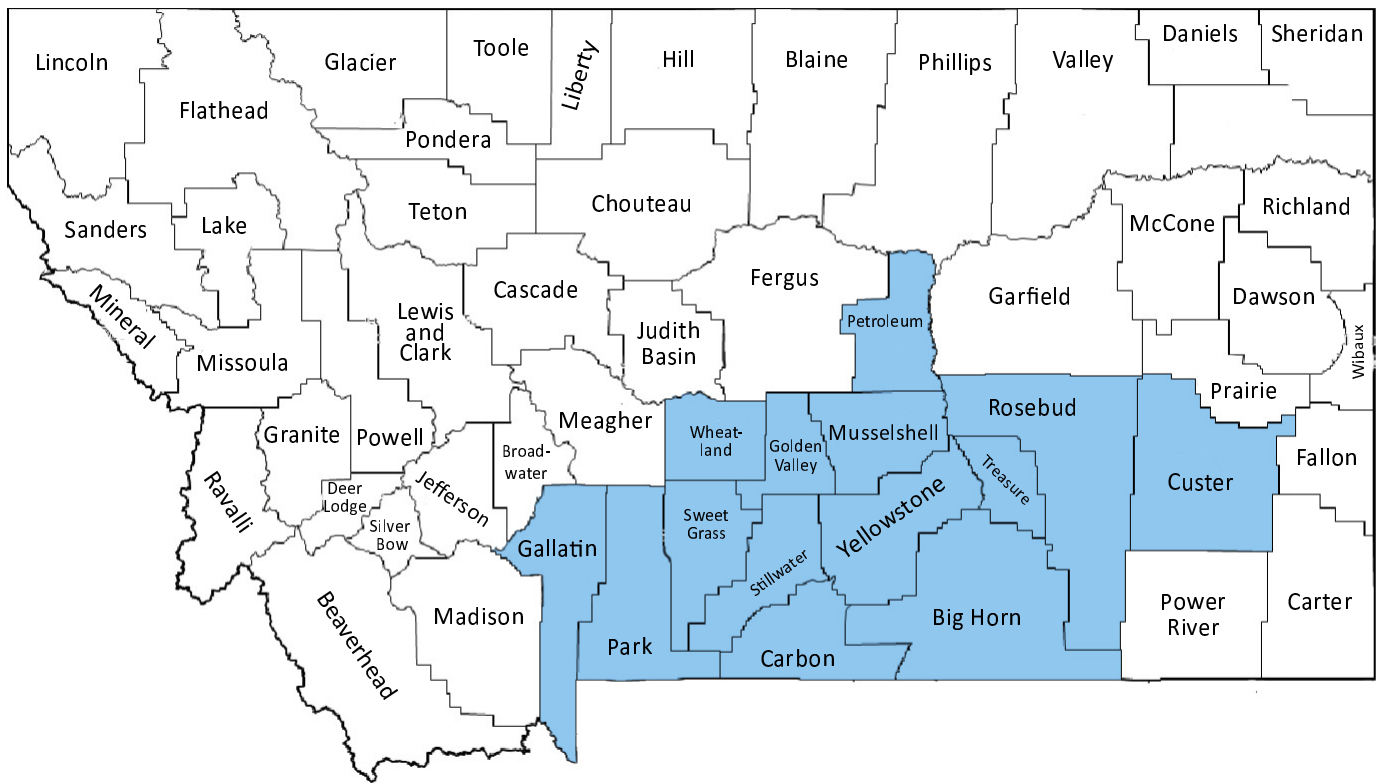 Lincoln
Flathead
Glacier
Toole
Liberty
Hill
Blaine
Phillips
Valley
Daniels
Sheridan
Pondera
Sanders
Lake
Teton
Chouteau
McCone
Richland
Mineral
Missoula
Lewis
and
Clark
Cascade
Judith
Basin
Fergus
Petroleum
Garfield
Dawson
Wibaux
Prairie
Granite
Powell
Meagher
Broad-
water
Jefferson
Wheat-
land
Golden
Valley
Musselshell
Rosebud
Treasure
Custer
Fallon
Ravalli
Deer
Lodge
Silver
Bow
Gallatin
Sweet
Grass
Stillwater
Yellowstone
Beaverhead
Madison
Park
Carbon
Big Horn
Power
River
Carter